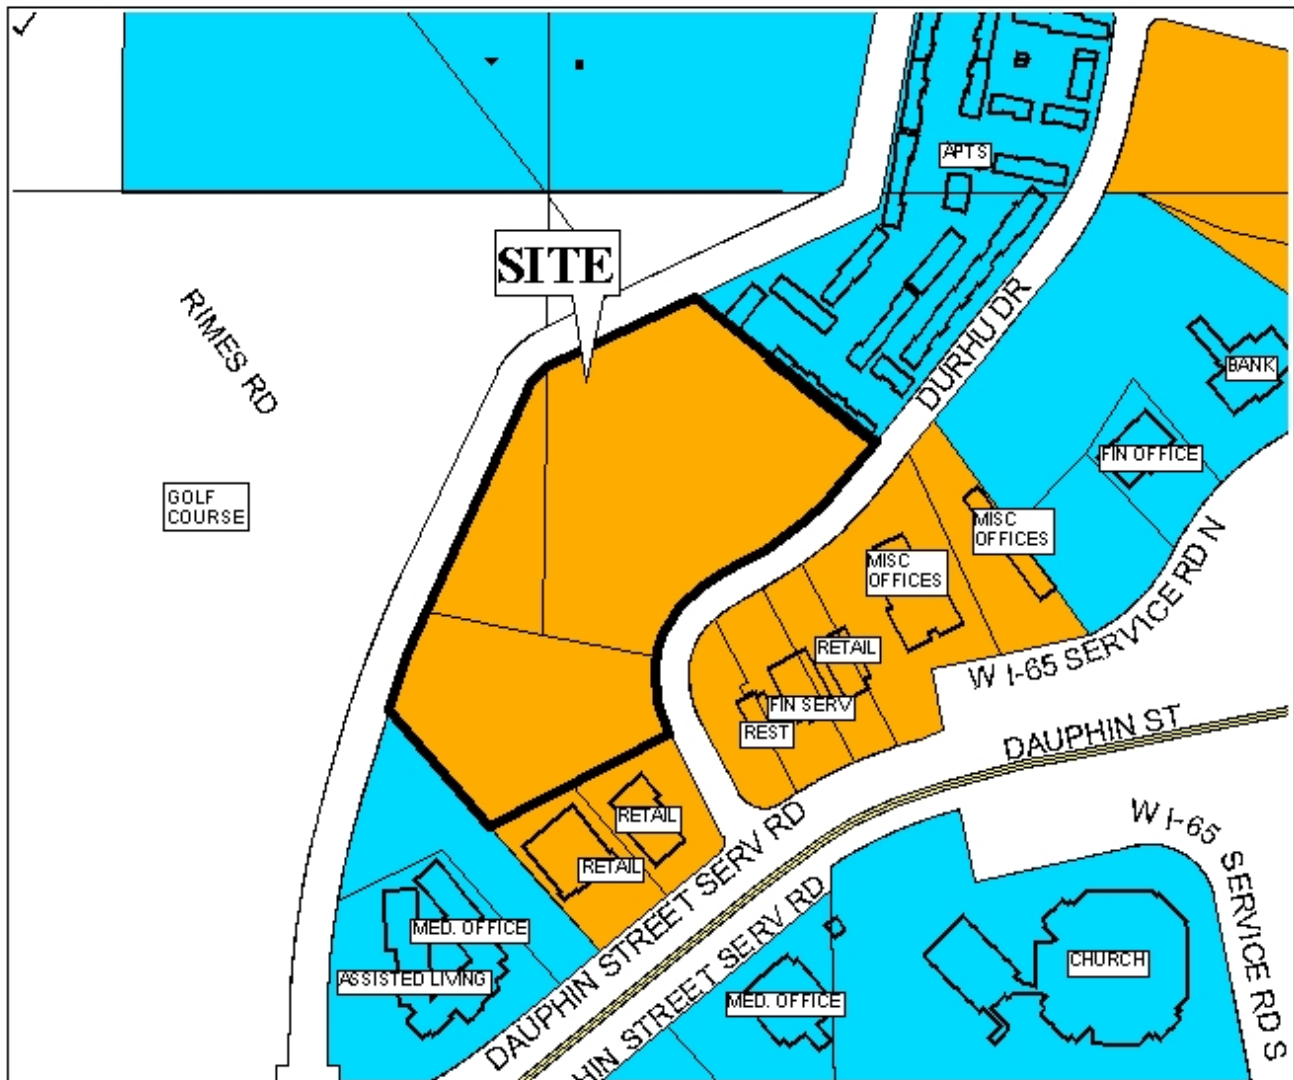 APTS
SITE
RIMES RD
DURHU DR
BANK
FIN OFFICE
GOLF
COURSE
MISC
OFFICES
MISC
OFFICES
RETAIL
W I-65 SERVICE RD N
FIN SERV
REST
DAUPHIN ST
RETAIL
RETAIL
W I-65 SERVICE RD S
DAUPHIN STREET SERV RD
HIN STREET SERV RD
MED. OFFICE
ASSISTED LIVING
CHURCH
MED. OFFICE